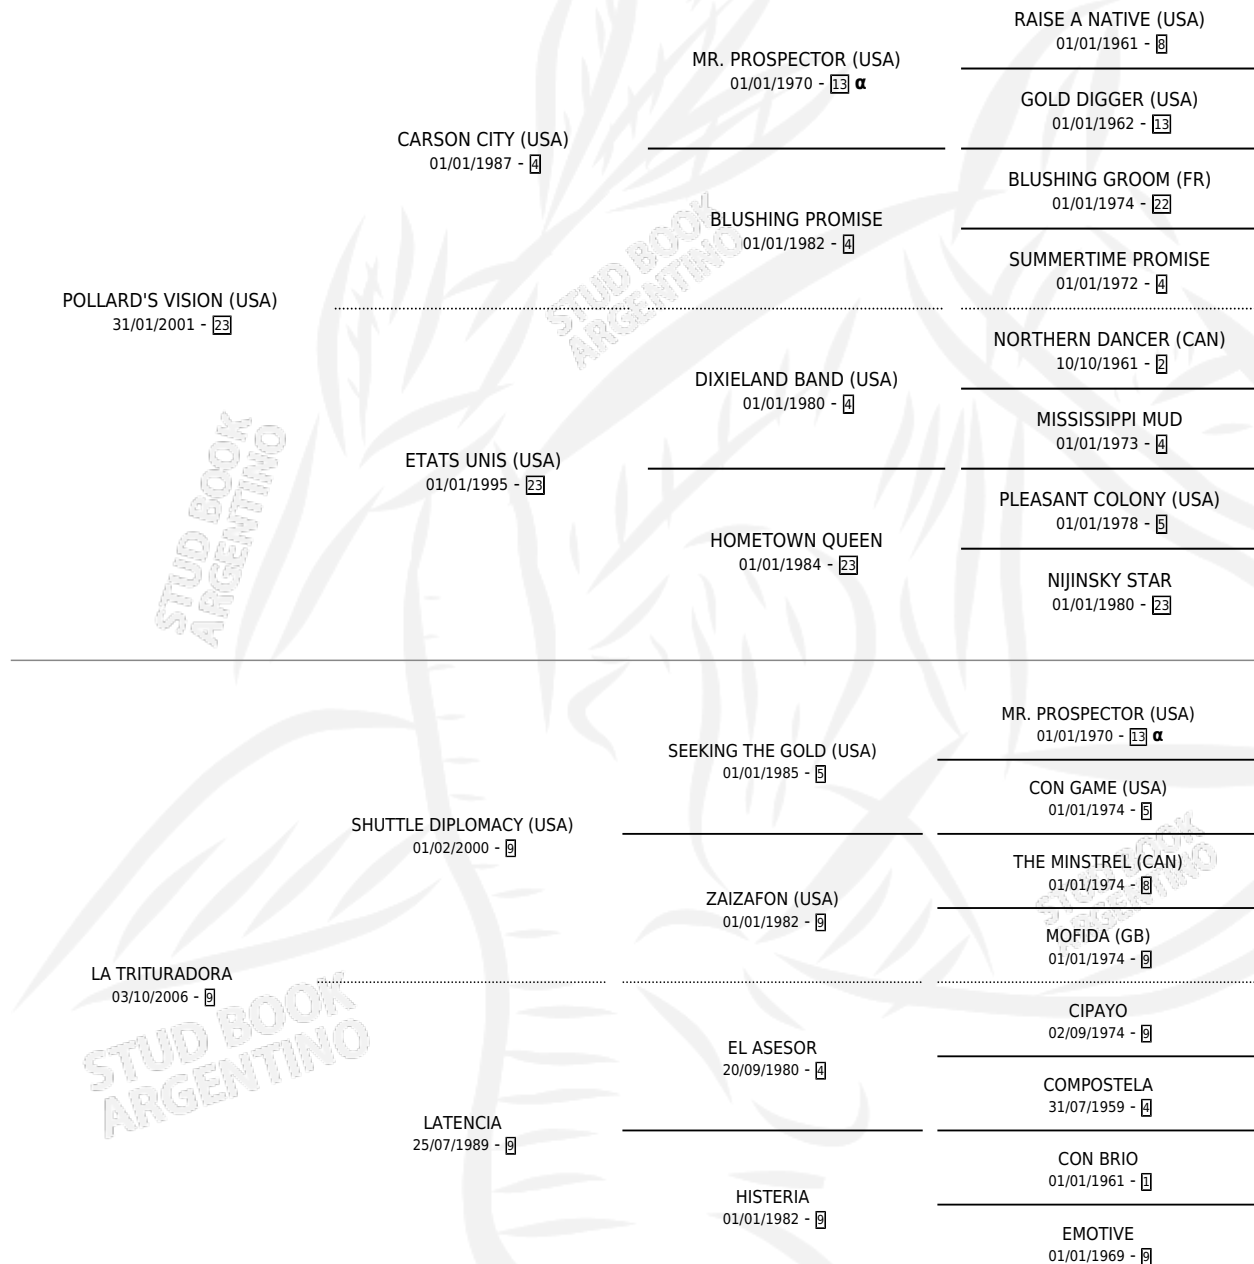 RAISE A NATIVE (USA)
01/01/1961 - 8
MR. PROSPECTOR (USA)
01/01/1970 - 13 α
GOLD DIGGER (USA)
01/01/1962 - 13
CARSON CITY (USA)
01/01/1987 - 4
BLUSHING GROOM (FR)
01/01/1974 - 22
BLUSHING PROMISE
01/01/1982 - 4
SUMMERTIME PROMISE
01/01/1972 - 4
POLLARD'S VISION (USA)
31/01/2001 - 23
NORTHERN DANCER (CAN)
10/10/1961 - 2
DIXIELAND BAND (USA)
01/01/1980 - 4
MISSISSIPPI MUD
01/01/1973 - 4
ETATS UNIS (USA)
01/01/1995 - 23
PLEASANT COLONY (USA)
01/01/1978 - 5
HOMETOWN QUEEN
01/01/1984 - 23
NIJINSKY STAR
01/01/1980 - 23
STUD BOOK
ARGENTINO
STUD BOOK
ARGENTINO
MR. PROSPECTOR (USA)
01/01/1970 - 13 α
SEEKING THE GOLD (USA)
01/01/1985 - 5
CON GAME (USA)
01/01/1974 - 5
SHUTTLE DIPLOMACY (USA)
01/02/2000 - 9
THE MINSTREL (CAN)
01/01/1974 - 8
ZAIZAFON (USA)
01/01/1982 - 9
MOFIDA (GB)
01/01/1974 - 9
LA TRITURADORA
03/10/2006 - 9
CIPAYO
02/09/1974 - 9
EL ASESOR
20/09/1980 - 4
COMPOSTELA
31/07/1959 - 4
LATENCIA
25/07/1989 - 9
CON BRIO
01/01/1961 - 1
HISTERIA
01/01/1982 - 9
EMOTIVE
01/01/1969 - 9
STUD BOOK
ARGENTINO
STUD BOOK
ARGENTINO